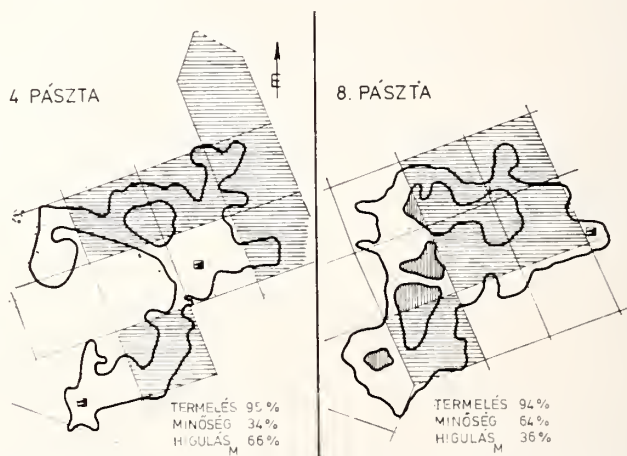 4 PÁSZTA
É
TERMELÉS 95%
MINŐSÉG 34%
HIGULÁS M 66%
8. PÁSZTA
TERMELÉS 94%
MINŐSÉG 64%
HIGULÁS M 36%